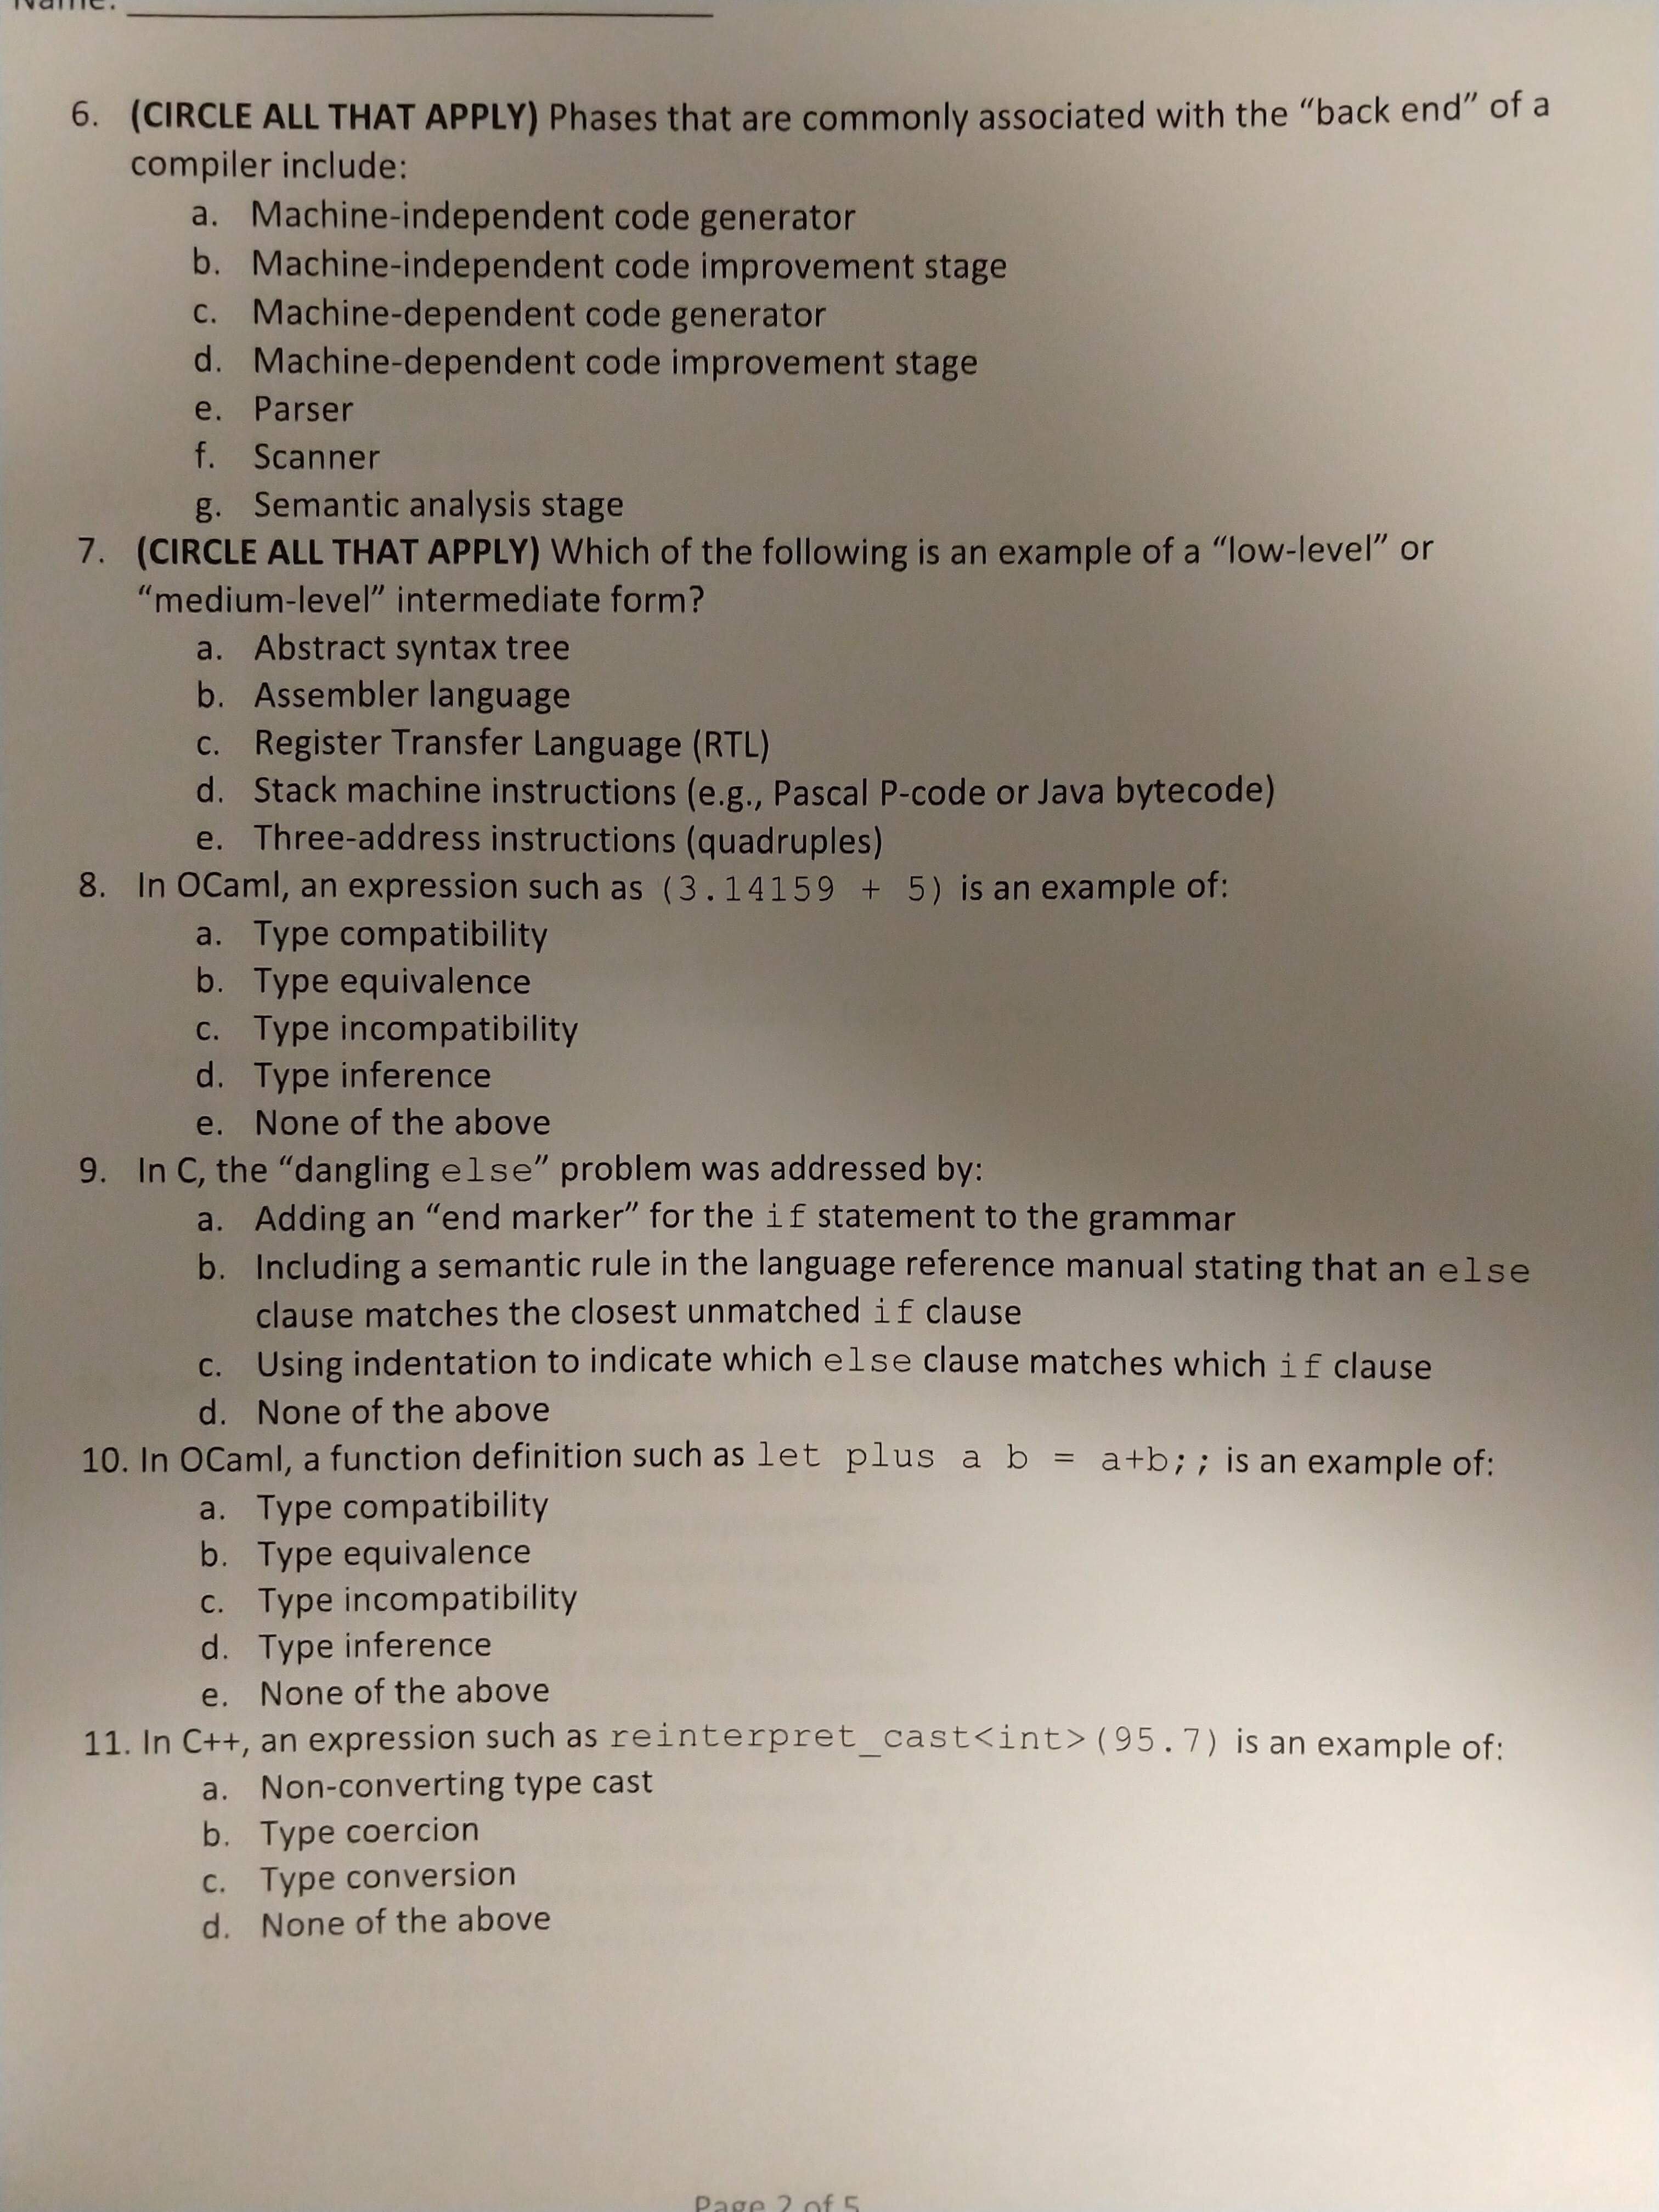 Name:
6. (CIRCLE ALL THAT APPLY) Phases that are commonly associated with the “back end” of a
compiler include:
a. Machine-independent code generator
b. Machine-independent code improvement stage
c. Machine-dependent code generator
d. Machine-dependent code improvement stage
e. Parser
f. Scanner
g. Semantic analysis stage
7. (CIRCLE ALL THAT APPLY) Which of the following is an example of a “low-level” or
“medium-level” intermediate form?
a. Abstract syntax tree
b. Assembler language
c. Register Transfer Language (RTL)
d. Stack machine instructions (e.g., Pascal P-code or Java bytecode)
e. Three-address instructions (quadruples)
8. In OCaml, an expression such as (3.14159 + 5) is an example of:
a. Type compatibility
b. Type equivalence
c. Type incompatibility
d. Type inference
e. None of the above
9. In C, the “dangling else” problem was addressed by:
a. Adding an “end marker” for the if statement to the grammar
b. Including a semantic rule in the language reference manual stating that an else
clause matches the closest unmatched if clause
c. Using indentation to indicate which else clause matches which if clause
d. None of the above
10. In OCaml, a function definition such as let plus a b = a+b;; is an example of:
a. Type compatibility
b. Type equivalence
c. Type incompatibility
d. Type inference
e. None of the above
11. In C++, an expression such as reinterpret_cast<int>(95.7) is an example of:
a. Non-converting type cast
b. Type coercion
c. Type conversion
d. None of the above
Page 2 of 5